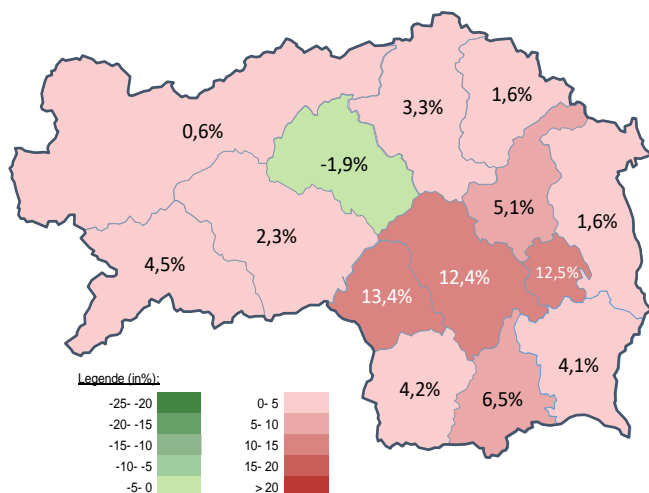 1,6%
3,3%
0,6%
-1,9%
5,1%
1,6%
2,3%
4,5%
12,4%
12,5%
13,4%
4,1%
4,2%
6,5%
Legende (in%):
-25- -20 0- 5
-20- -15 5- 10
-15- -10 10- 15
-10- -5 15- 20
-5- 0 > 20